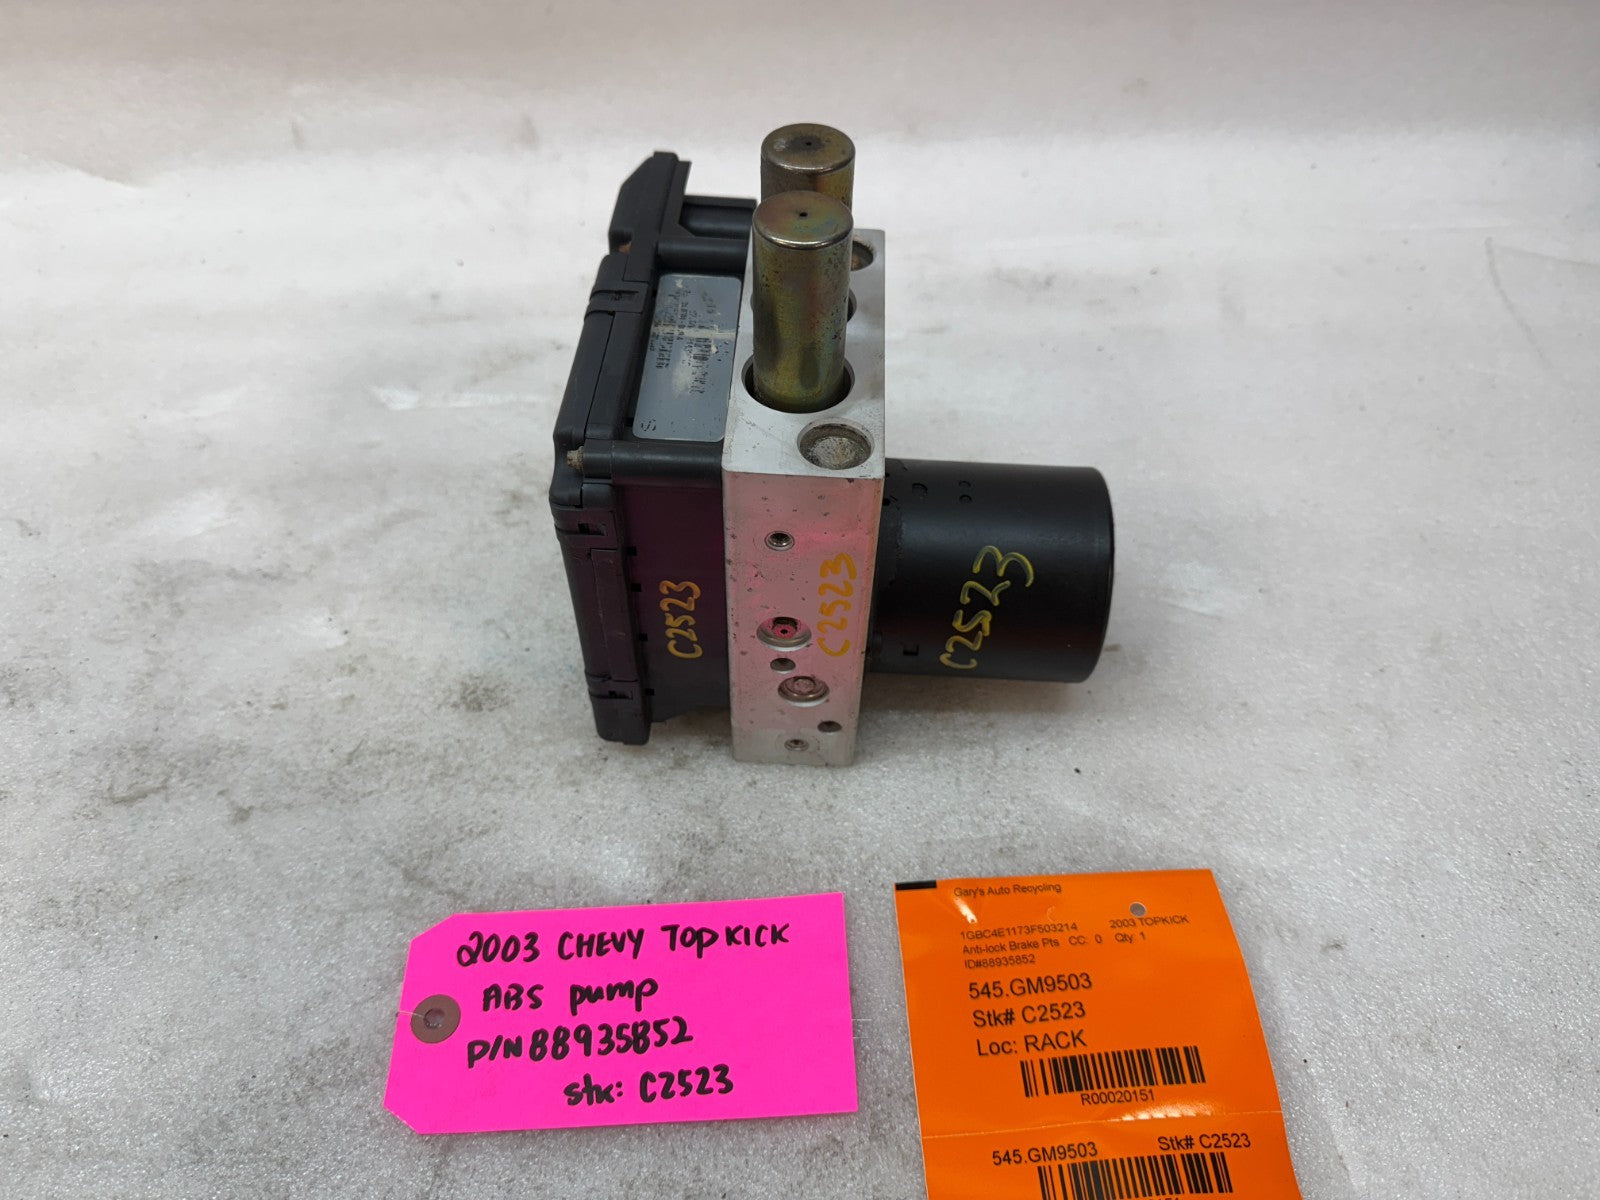 C2523
C2523
C2523
2003 CHEVY TOPKICK
ABS pump
P/N 88935852
stk: C2523
Gary's Auto Recycling
1GBC4E1173F503214 2003 TOPKICK
Anti-lock Brake Pts CC: 0 Qty: 1
ID#88935852
545.GM9503
Stk# C2523
Loc: RACK
R00020151
545.GM9503 Stk# C2523